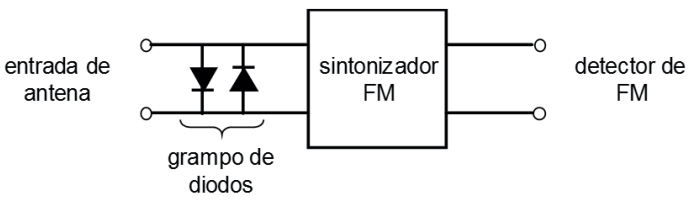 entrada de
antena
grampo de
diodos
sintonizador
FM
detector de
FM